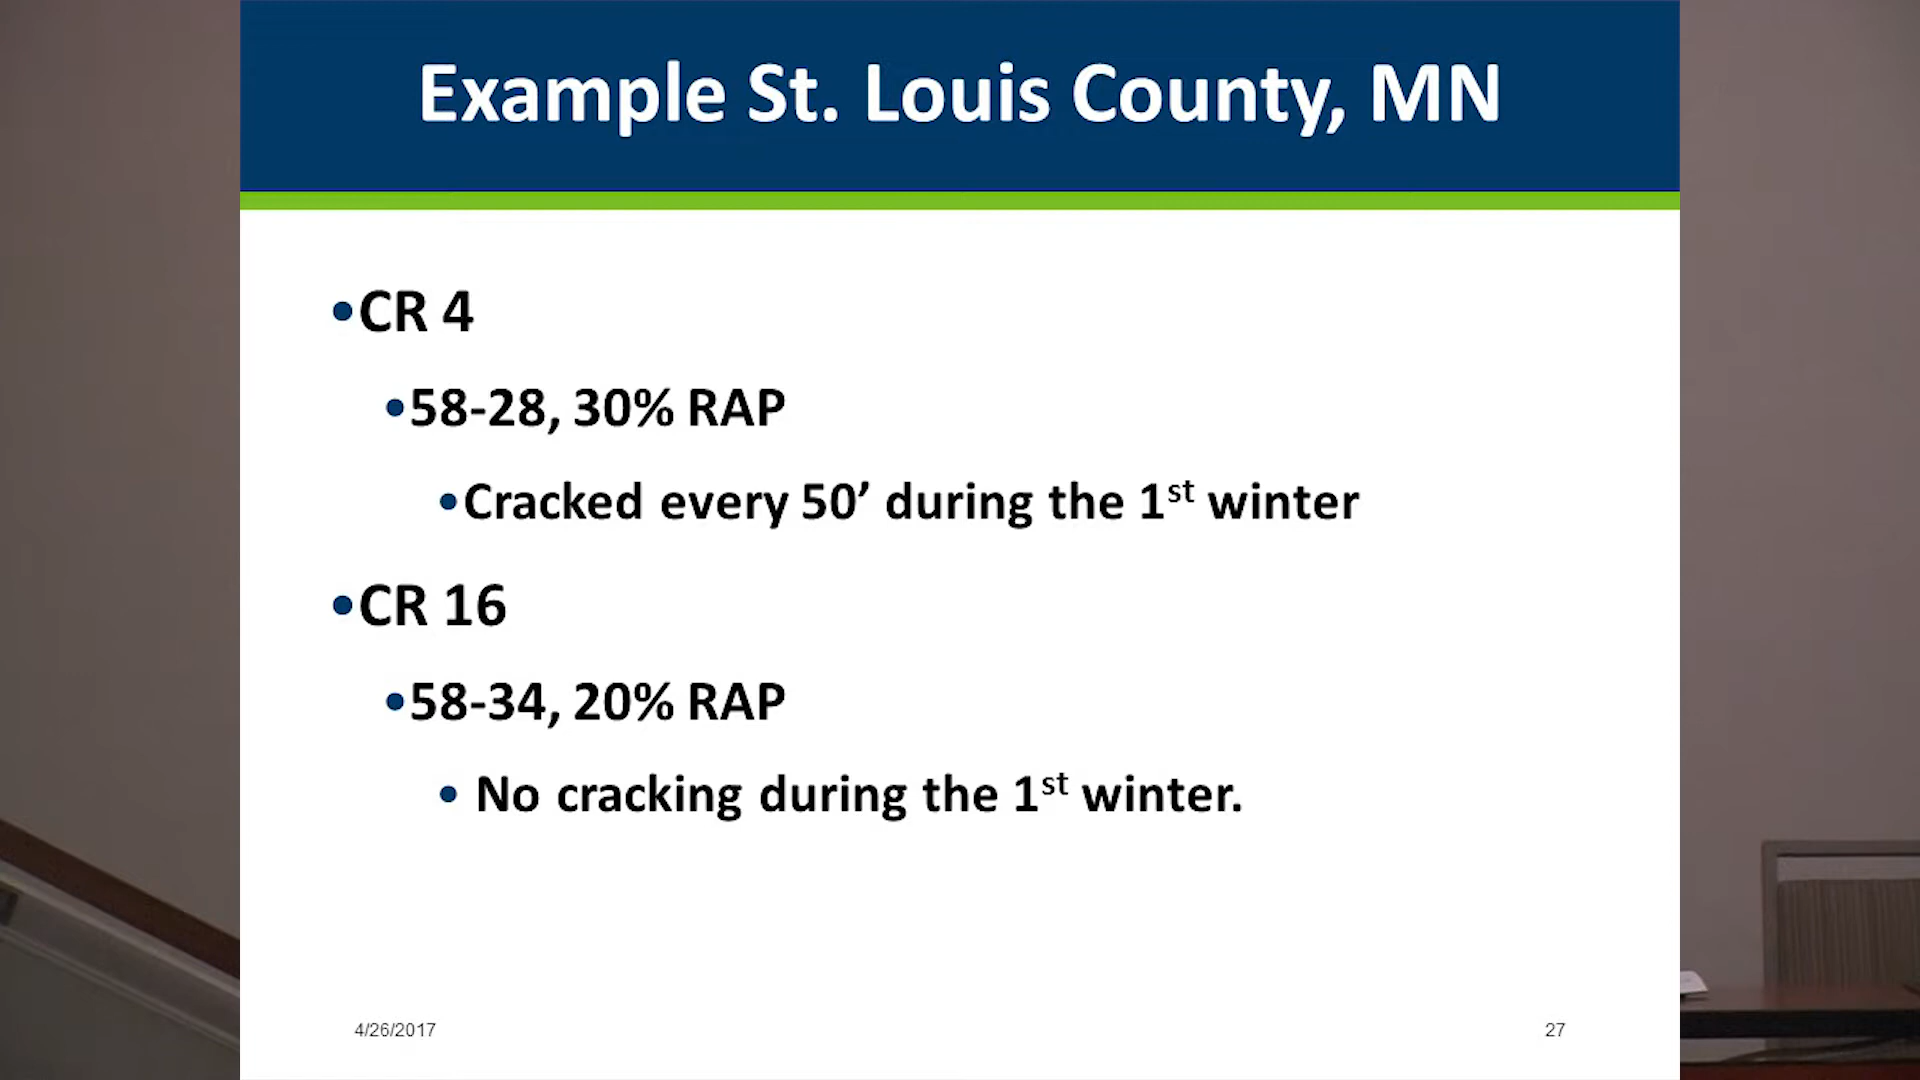 Example St. Louis County, MN
•CR 4
•58-28, 30% RAP
•Cracked every 50’ during the 1st winter
•CR 16
•58-34, 20% RAP
• No cracking during the 1st winter.
4/26/2017
27